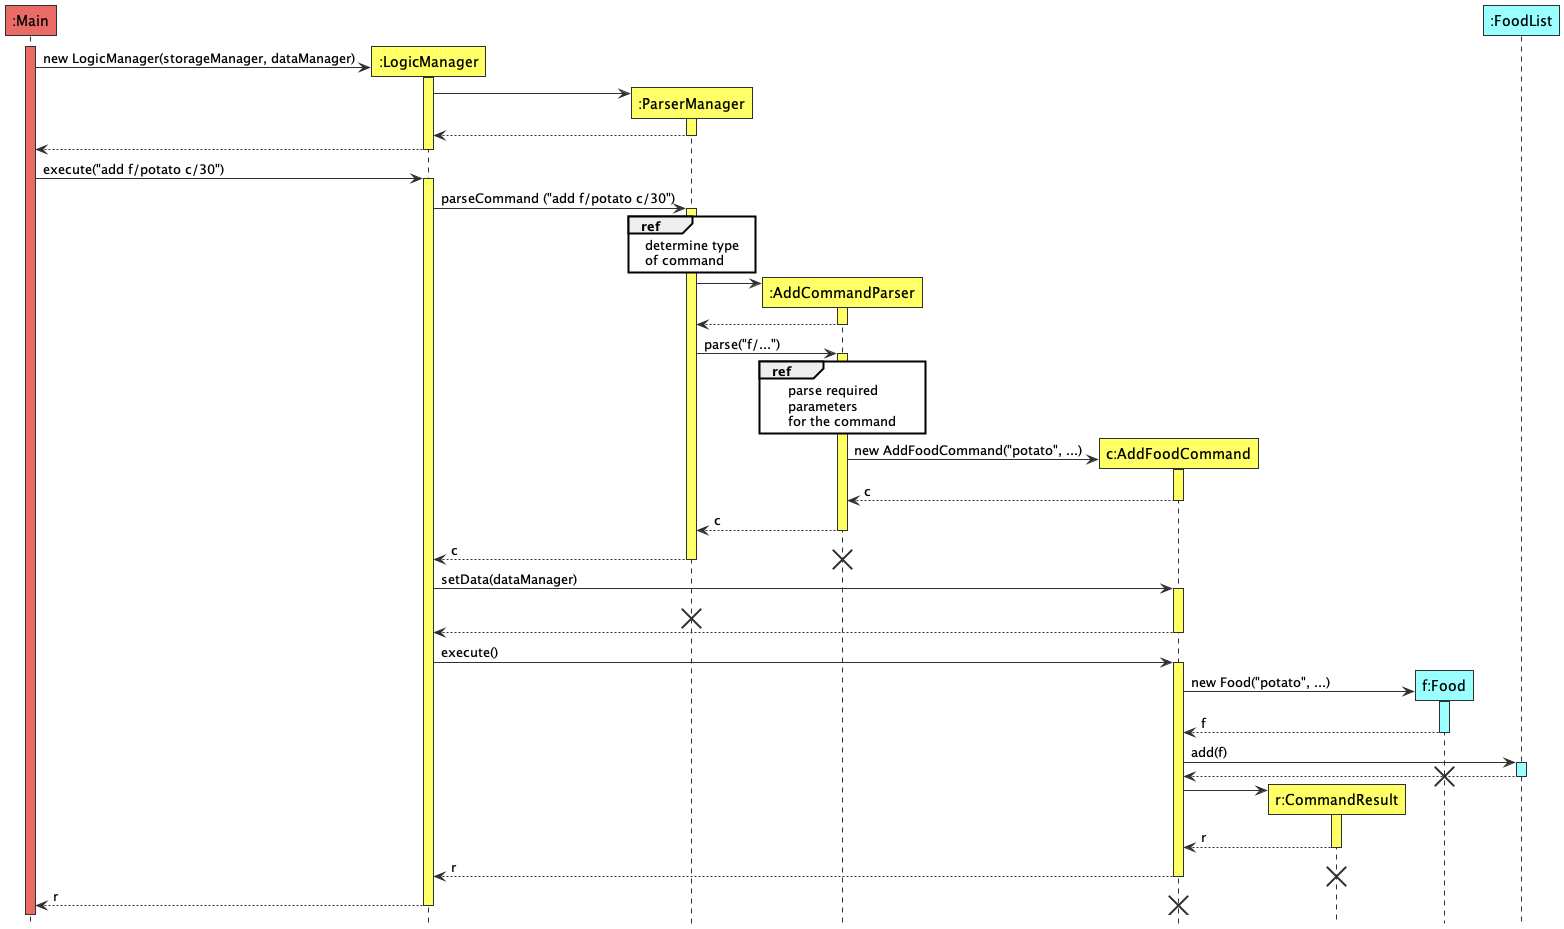 :Main
:FoodList
new LogicManager(storageManager, dataManager)
:LogicManager
:ParserManager
execute("add f/potato c/30")
parseCommand ("add f/potato c/30")
ref
determine type
of command
:AddCommandParser
parse("f/...")
ref
parse required
parameters
for the command
new AddFoodCommand("potato", ...)
c:AddFoodCommand
c
c
c
setData(dataManager)
execute()
new Food("potato", ...)
f:Food
f
add(f)
r:CommandResult
r
r
r